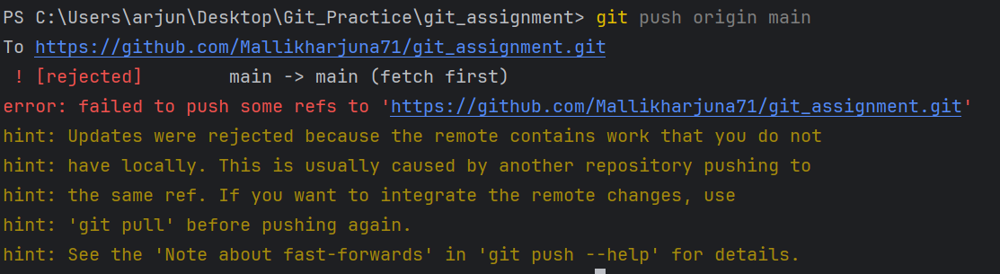 PS C:\Users\arjun\Desktop\Git_Practice\git_assignment> git push origin main
To https://github.com/Mallikharjuna71/git_assignment.git
 ! [rejected]        main -> main (fetch first)
error: failed to push some refs to 'https://github.com/Mallikharjuna71/git_assignment.git'
hint: Updates were rejected because the remote contains work that you do not
hint: have locally. This is usually caused by another repository pushing to
hint: the same ref. If you want to integrate the remote changes, use
hint: 'git pull' before pushing again.
hint: See the 'Note about fast-forwards' in 'git push --help' for details.